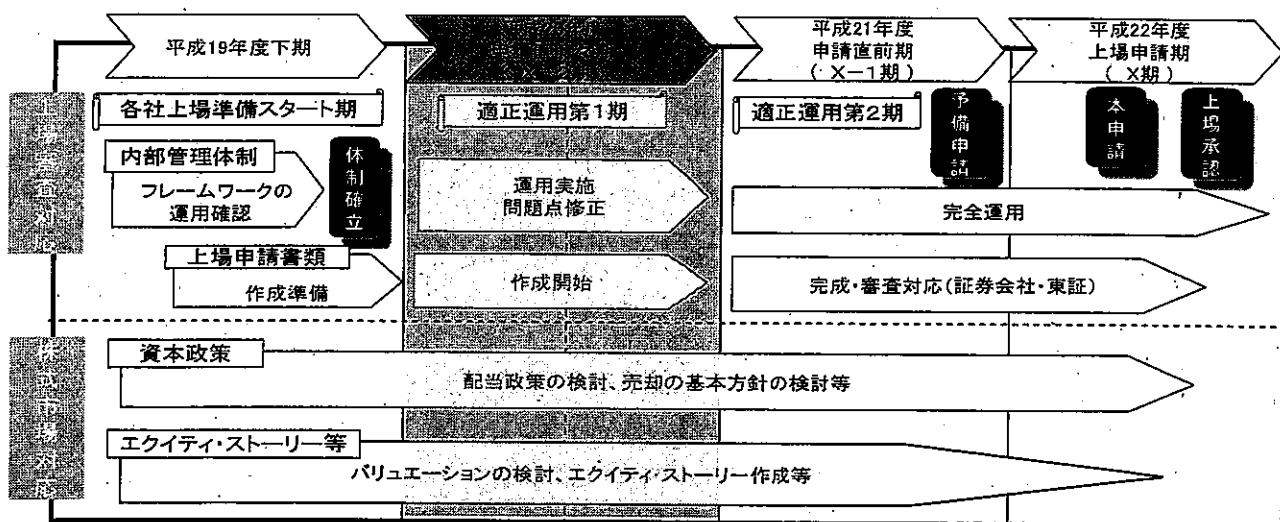 平成19年度下期
平成21年度
申請直前期
(X-1期)
平成22年度
上場申請期
(X期)
上場審査対応
各社上場準備スタート期
適正運用第1期
適正運用第2期
予備申請
本申請
上場承認
内部管理体制
フレームワークの
運用確認
体制確立
運用実施
問題点修正
完全運用
上場申請書類
作成準備
作成開始
完成・審査対応(証券会社・東証)
株式市場対応
資本政策
配当政策の検討、売却の基本方針の検討等
エクイティ・ストーリー等
バリュエーションの検討、エクイティ・ストーリー作成等